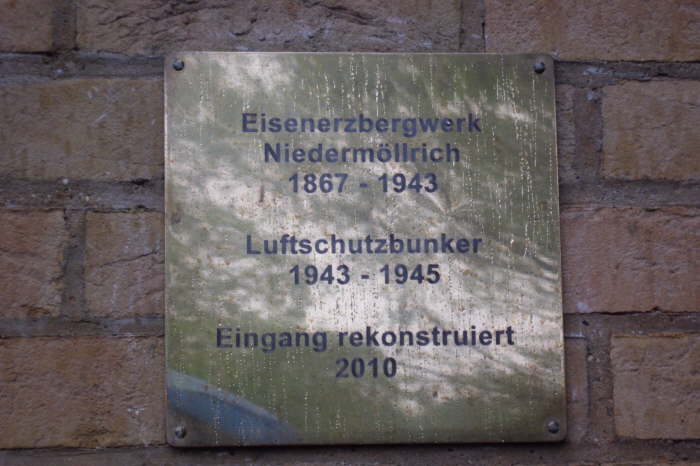 Eisenerzbergwerk
Niedermöllrich
1867 - 1943
Luftschutzbunker
1943 - 1945
Eingang rekonstruiert
2010